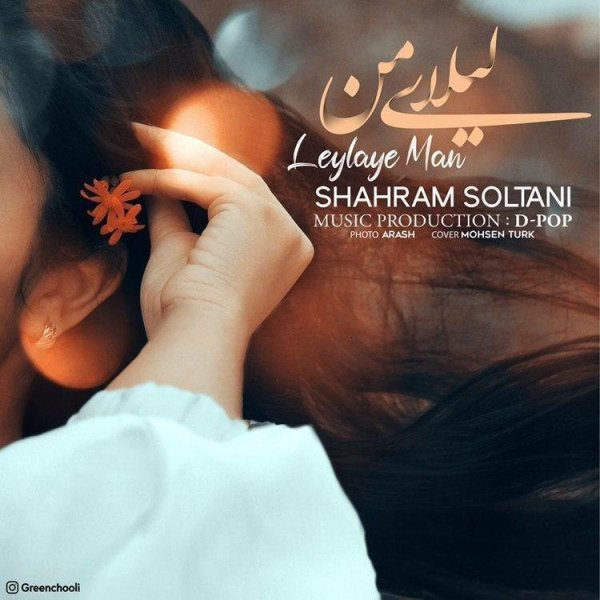 لیلای من
Leylaye Man
SHAHRAM SOLTANI
MUSIC PRODUCTION : D-POP
PHOTO ARASH COVER MOHSEN TURK
Greenchooli